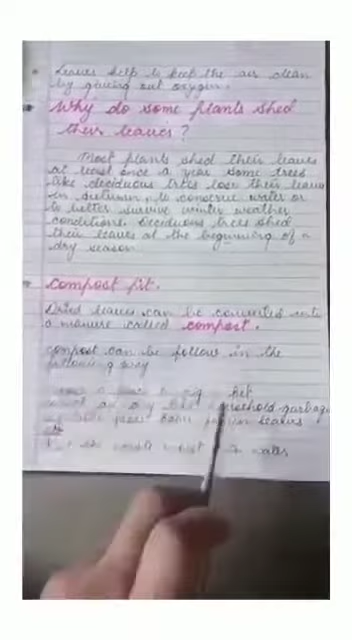 Leaves help to keep the air clean
by giving out oxygen.
Why do some plants shed
their leaves?
Most plants shed their leaves
at least once a year some trees
like deciduous trees lose their leaves
in autumn, to conserve water or
to better survive winter weather
conditions. Deciduous trees shed
their leaves at the beginning of a
dry season
Compost pit.
Dried leaves can be converted into
a manure called compost.
compost can be follow in the
following way
household garbage
leaves
water